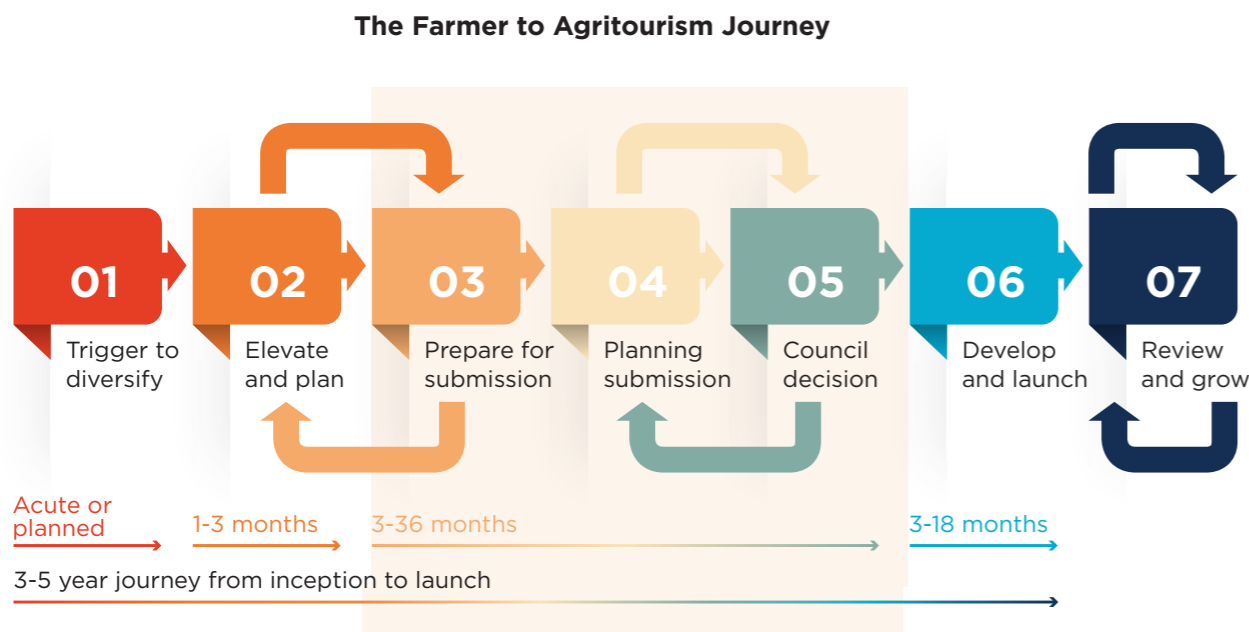 The Farmer to Agritourism Journey
01
02
03
04
05
06
07
Trigger to
diversify
Elevate
and plan
Prepare for
submission
Planning
submission
Council
decision
Develop
and launch
Review
and grow
Acute or
planned
1-3 months
3-36 months
3-18 months
3-5 year journey from inception to launch